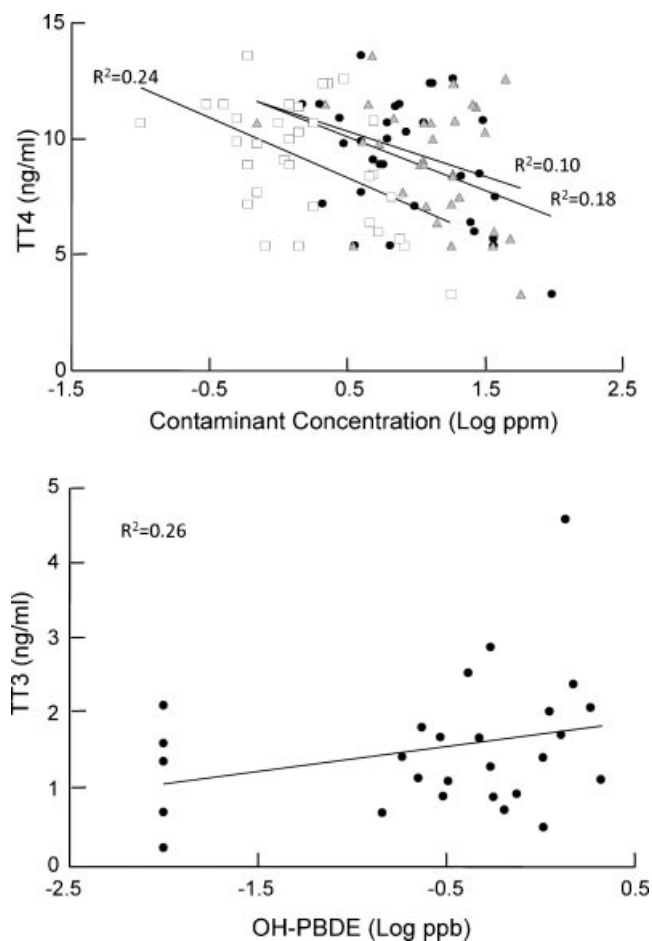 15
R²=0.24
10
TT4 (ng/ml)
R²=0.10
R²=0.18
5
0
-1.5 -0.5 0.5 1.5 2.5
Contaminant Concentration (Log ppm)
5
R²=0.26
4
3
TT3 (ng/ml)
2
1
0
-2.5 -1.5 -0.5 0.5
OH-PBDE (Log ppb)